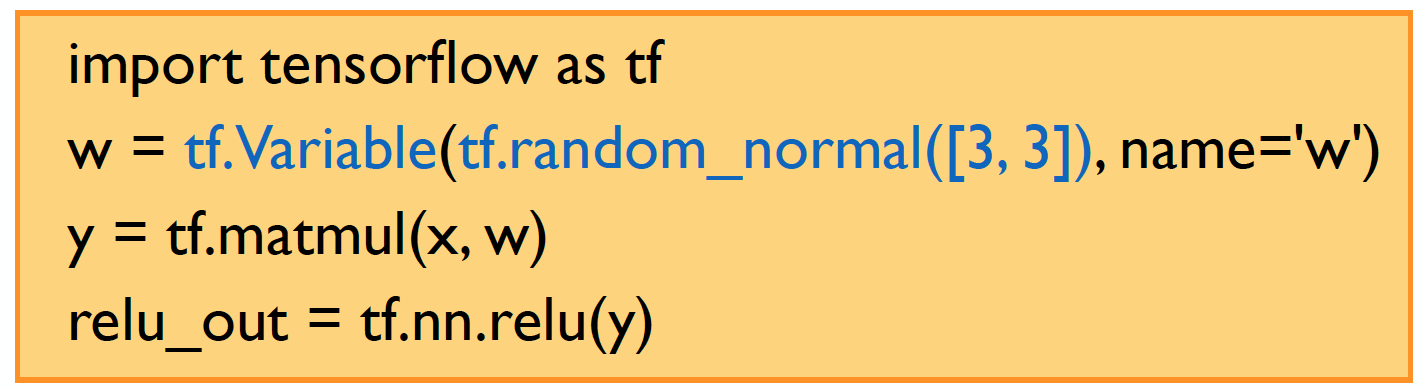 import tensorflow as tf
w = tf.Variable(tf.random_normal([3, 3]), name='w')
y = tf.matmul(x, w)
relu_out = tf.nn.relu(y)